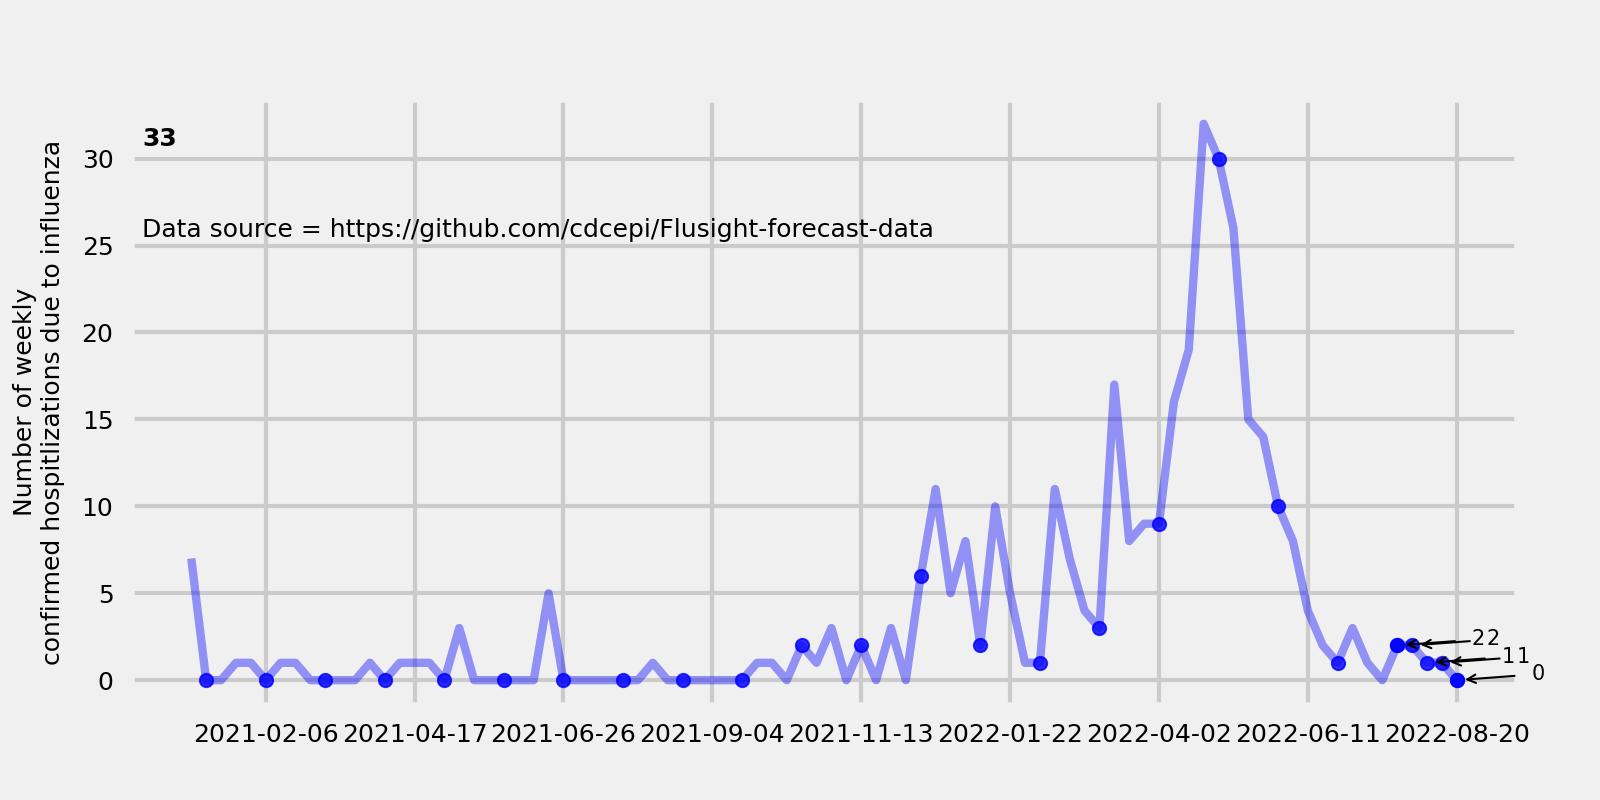 33
Data source = https://github.com/cdcepi/Flusight-forecast-data
Number of weekly
confirmed hospitlizations due to influenza
30
25
20
15
10
5
0
22
11
0
2021-02-06 2021-04-17 2021-06-26 2021-09-04 2021-11-13 2022-01-22 2022-04-02 2022-06-11 2022-08-20